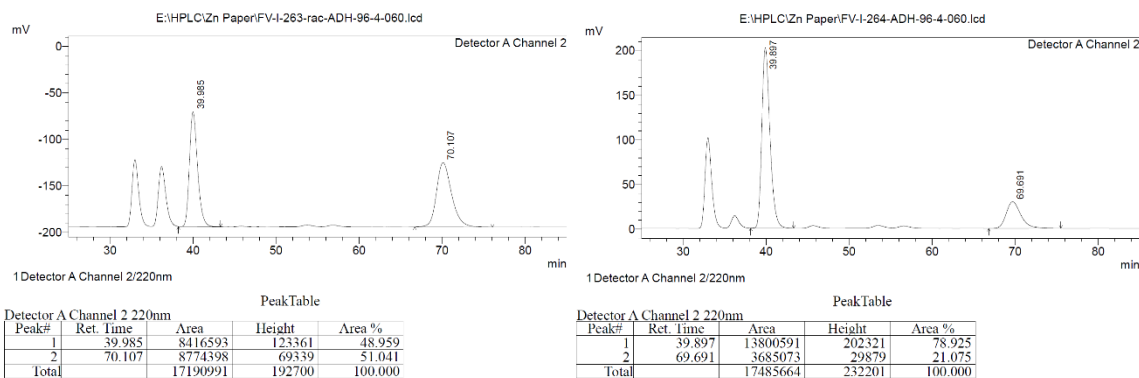 E:\HPLC\Zn Paper\FV-I-263-rac-ADH-96-4-060.lcd
mV
Detector A Channel 2
0
-50
-100
-150
-200
39.985
70.107
30 40 50 60 70 80
min
1 Detector A Channel 2/220nm
PeakTable
Detector A Channel 2 220nm
Peak# Ret. Time Area Height Area %
1 39.985 8416593 123361 48.959
2 70.107 8774398 69339 51.041
Total 17190991 192700 100.000
E:\HPLC\Zn Paper\FV-I-264-ADH-96-4-060.lcd
mV
Detector A Channel 2
200
150
100
50
0
39.897
69.691
30 40 50 60 70 80
min
1 Detector A Channel 2/220nm
PeakTable
Detector A Channel 2 220nm
Peak# Ret. Time Area Height Area %
1 39.897 13800591 202321 78.925
2 69.691 3685073 29879 21.075
Total 17485664 232201 100.000